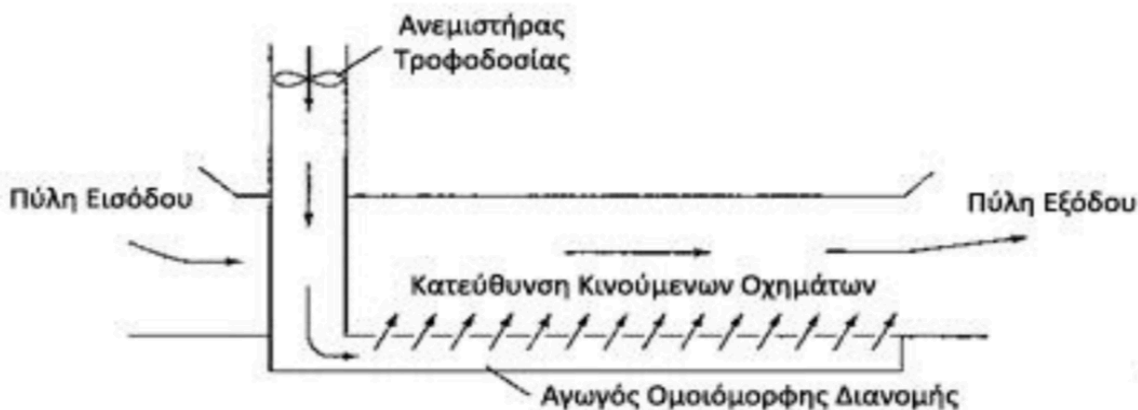 Ανεμιστήρας
Τροφοδοσίας
Πύλη Εισόδου
Πύλη Εξόδου
Κατεύθυνση Κινούμενων Οχημάτων
Αγωγός Ομοιόμορφης Διανομής